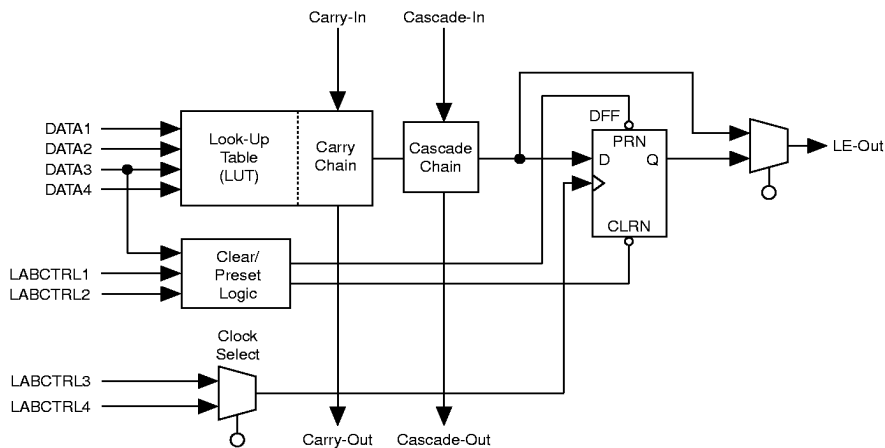 Carry-In
Cascade-In
DFF
DATA1
DATA2
DATA3
DATA4
Look-Up
Table
(LUT)
Carry
Chain
Cascade
Chain
PRN
D
Q
CLRN
LE-Out
LABCTRL1
LABCTRL2
Clear/
Preset
Logic
Clock
Select
LABCTRL3
LABCTRL4
Carry-Out
Cascade-Out